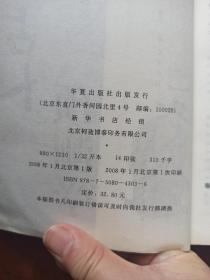 华夏出版社出版发行
(北京东直门外香河园北里4号 邮编:100028)
新华书店经销
北京阿致博泰印务有限公司
880×1230 1/32开本 14印张 313千字
2008年1月北京第1版 2008年1月北京第1次印刷
ISBN 978-7-5080-4303-6
定价:32.80元
本版图书凡印刷装订错误可及时向我社发行部调换